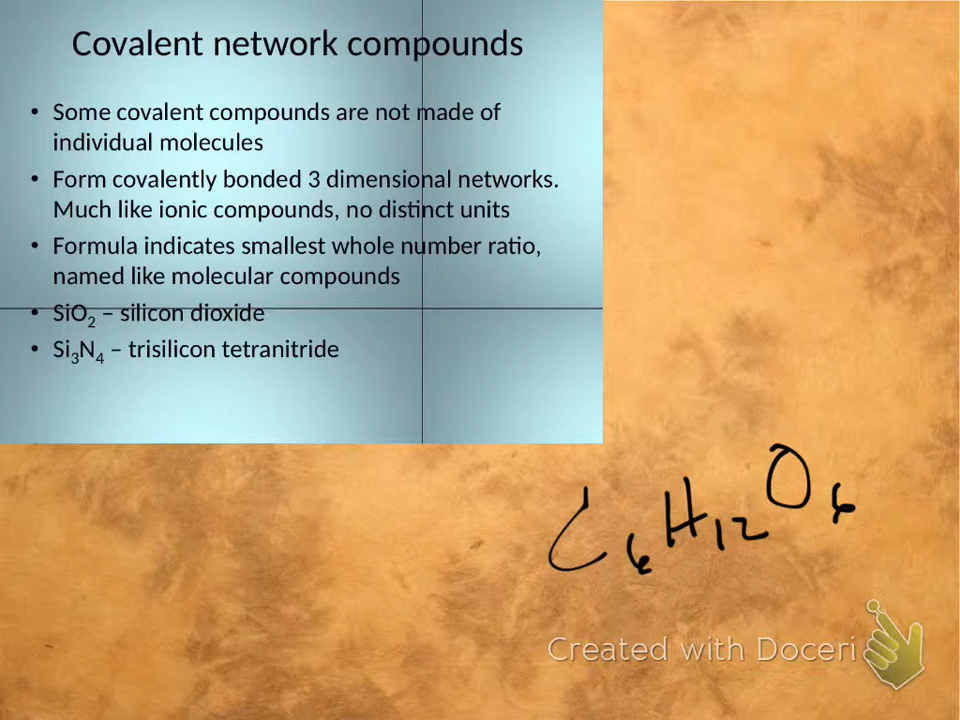 Covalent network compounds
• Some covalent compounds are not made of
individual molecules
• Form covalently bonded 3 dimensional networks.
Much like ionic compounds, no distinct units
• Formula indicates smallest whole number ratio,
named like molecular compounds
• SiO₂ – silicon dioxide
• Si₃N₄ – trisilicon tetranitride
C₆H₁₂O₆
Created with Doceri